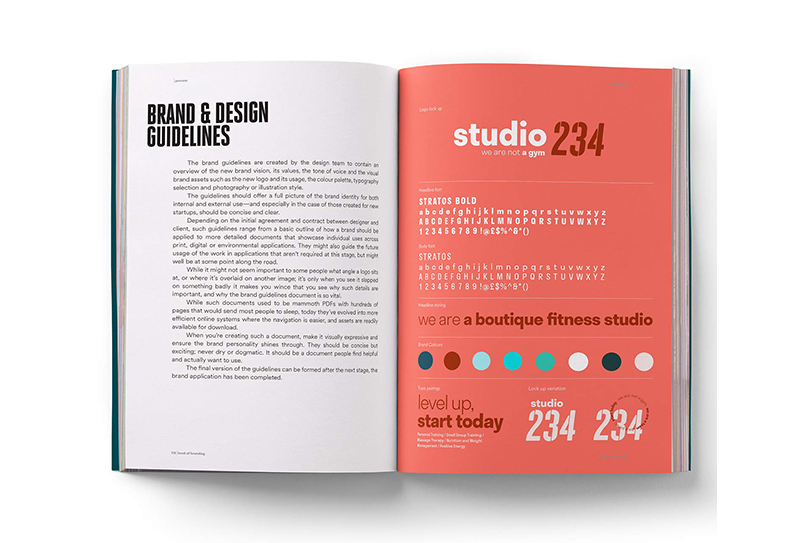 BRAND & DESIGN
GUIDELINES
The brand guidelines are created by the design team to contain an
overview of the new brand vision, its values, the tone of voice and the visual
brand assets such as the new logo and its usage, the colour palette, typography
selection and photography or illustration style.
The guidelines should offer a full picture of the brand identity for both
internal and external use—and especially in the case of those created for new
startups, should be concise and clear.
Depending on the initial agreement and contract between designer and
client, such guidelines range from a basic outline of how a brand should be
applied to more detailed documents that showcase individual uses across
print, digital or environmental applications. They might also guide the future
usage of the work in applications that aren't required at this stage, but might
well be at some point along the road.
While it might not seem important to some people what angle a logo sits
at, or where it's overlaid on another image; it's only when you see it slapped
on something badly it makes you wince that you see why such details are
important, and why the brand guidelines document is so vital.
While such documents used to be mammoth PDFs with hundreds of
pages that would send most people to sleep, today they've evolved into more
efficient online systems where the navigation is easier, and assets are readily
available for download.
When you're creating such a document, make it visually expressive and
ensure the brand personality shines through. They should be concise but
exciting; never dry or dogmatic. It should be a document people find helpful
and actually want to use.
The final version of the guidelines can be formed after the next stage, the
brand application has been completed.
Logo lock up
studio 234
we are not a gym
Headline font
STRATOS BOLD
a b c d e f g h i j k l m n o p q r s t u v w x y z
A B C D E F G H I J K L M N O P Q R S T U V W X Y Z
1 2 3 4 5 6 7 8 9 ! @ £ $ % ^ & * ( )
Body font
STRATOS
a b c d e f g h i j k l m n o p q r s t u v w x y z
A B C D E F G H I J K L M N O P Q R S T U V W X Y Z
1 2 3 4 5 6 7 8 9 ! @ £ $ % ^ & * ( )
Headline styling
we are a boutique fitness studio
Brand Colours
Type pairings
level up,
start today
Personal Training / Small Group Training /
Massage Therapy / Nutrition and Weight
Management / Positive Energy
Lock up variation
studio
234
234